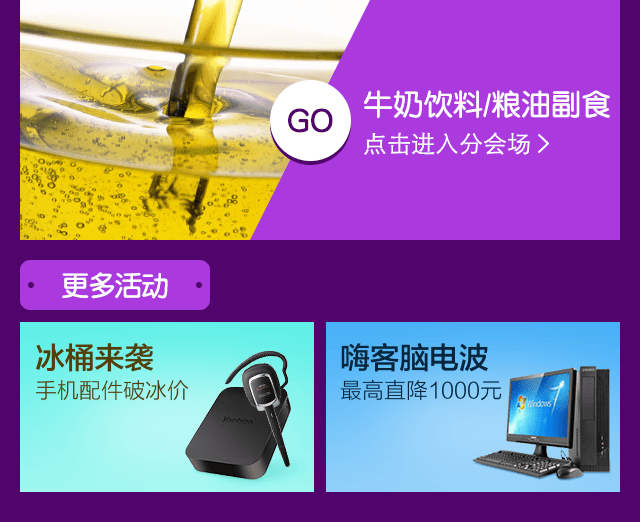 GO
牛奶饮料/粮油副食
点击进入分会场 >
更多活动
冰桶来袭
手机配件破冰价
嗨客脑电波
最高直降1000元
Windows 7